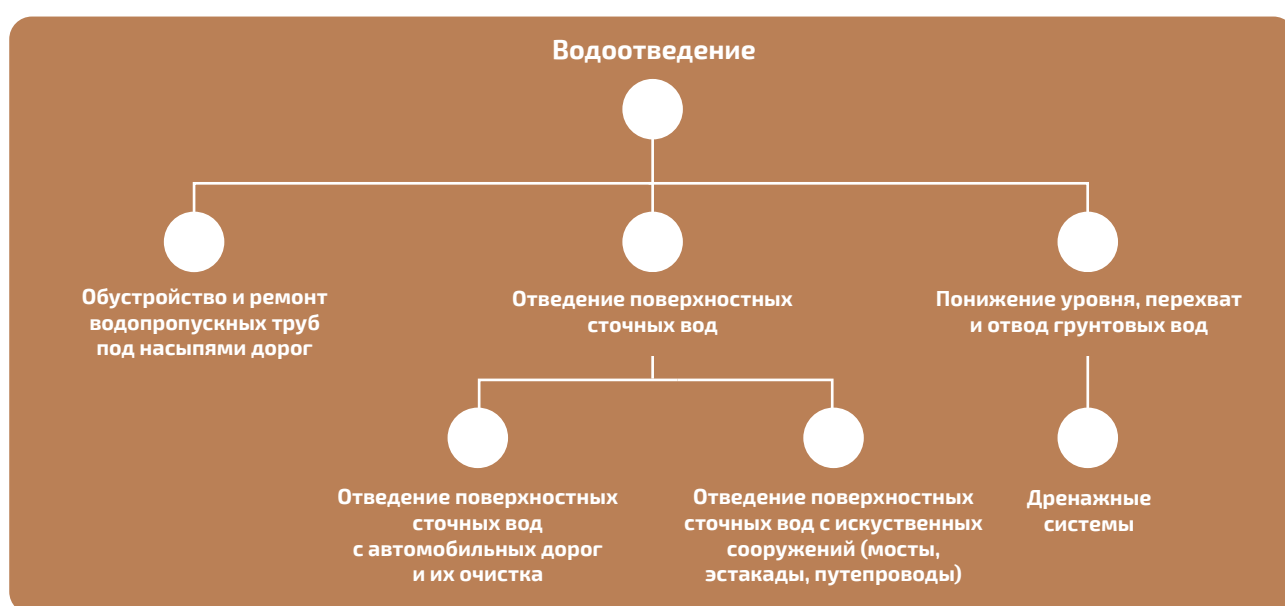 Водоотведение
Обустройство и ремонт
водопропускных труб
под насыпями дорог
Отведение поверхностных
сточных вод
Понижение уровня, перехват
и отвод грунтовых вод
Отведение поверхностных
сточных вод
с автомобильных дорог
и их очистка
Отведение поверхностных
сточных вод с искуственных
сооружений (мосты,
эстакады, путепроводы)
Дренажные
системы